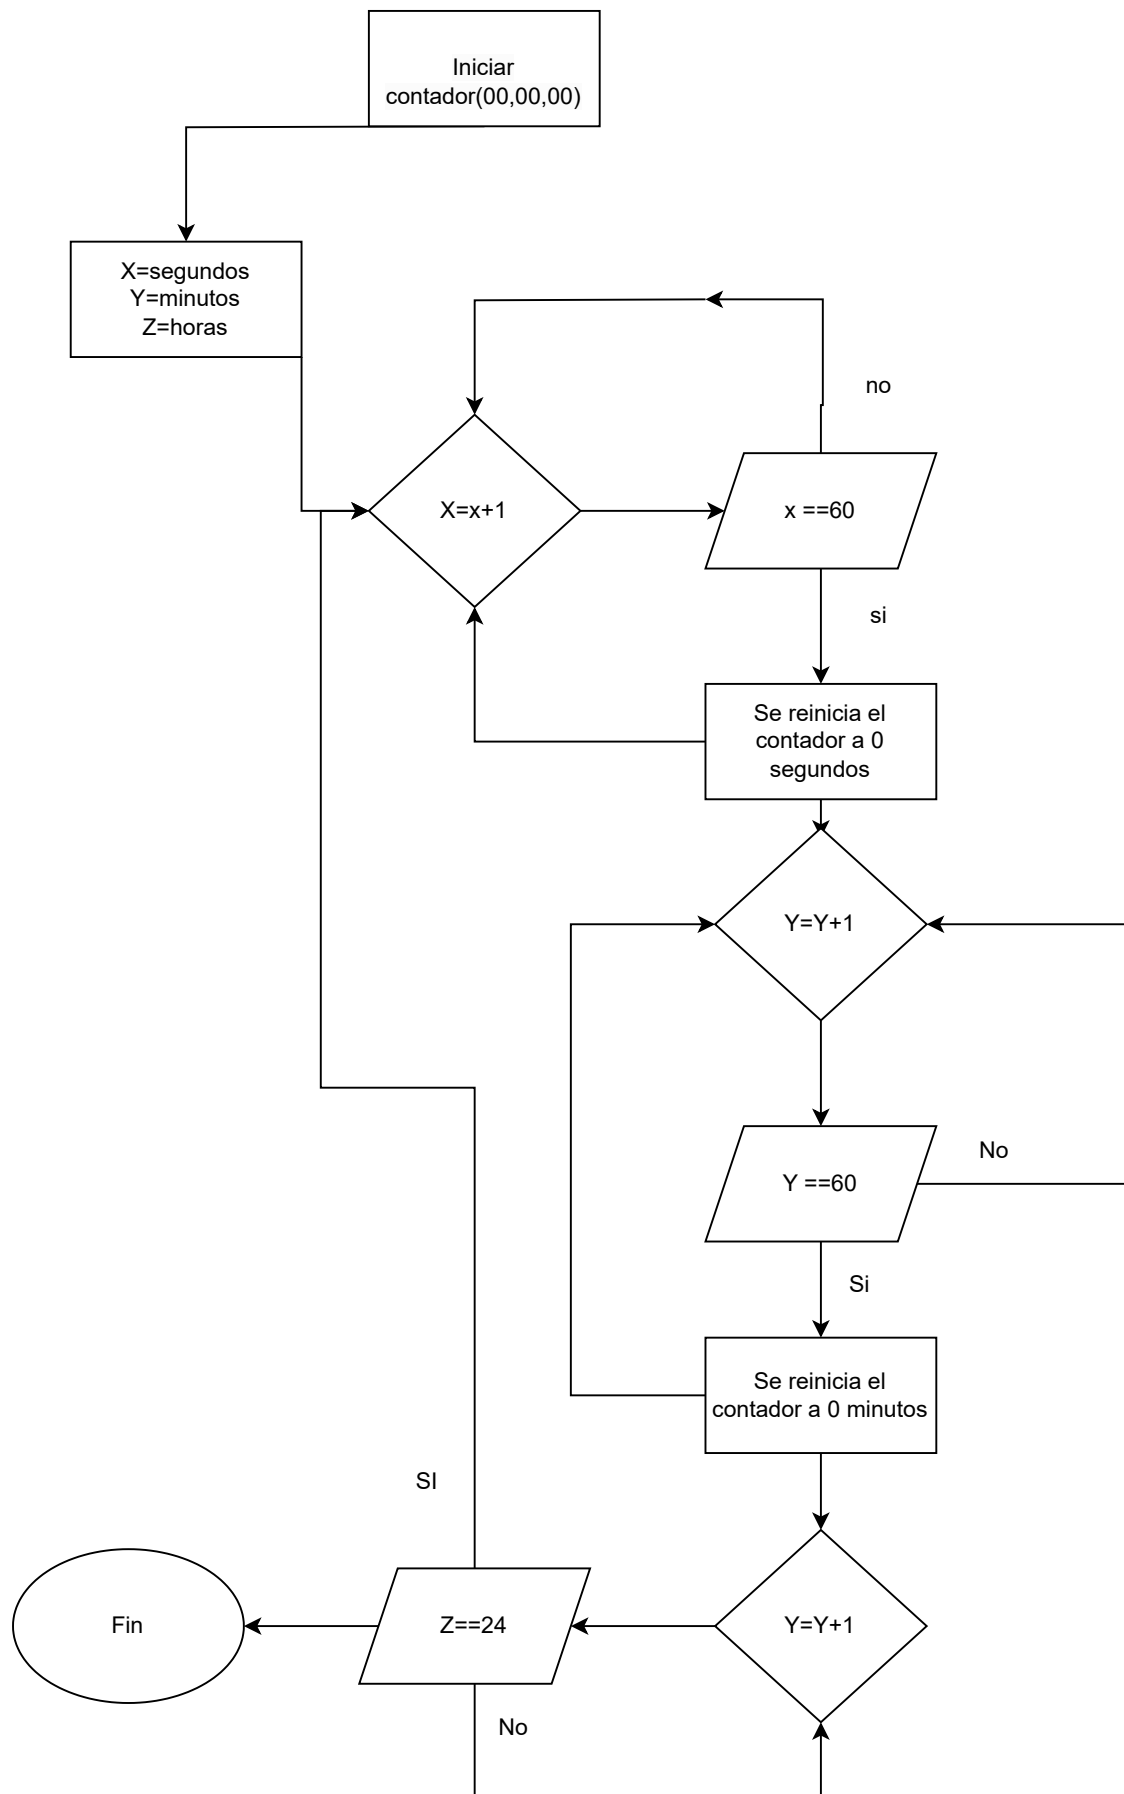 Iniciar
contador(00,00,00)
X=segundos
Y=minutos
Z=horas
no
X=x+1
x ==60
si
Se reinicia el
contador a 0
segundos
Y=Y+1
No
Y ==60
Si
Se reinicia el
contador a 0 minutos
SI
Fin
Z==24
Y=Y+1
No